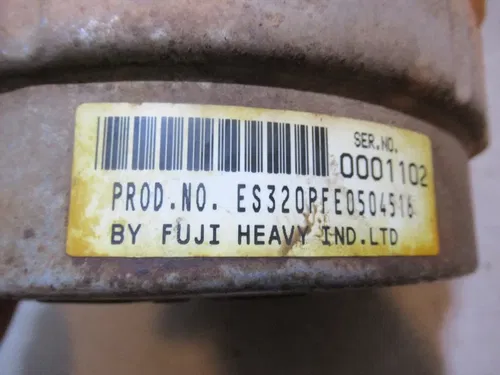 SER.NO.
0001102
PROD.NO. ES320PFE0504516
BY FUJI HEAVY IND.LTD